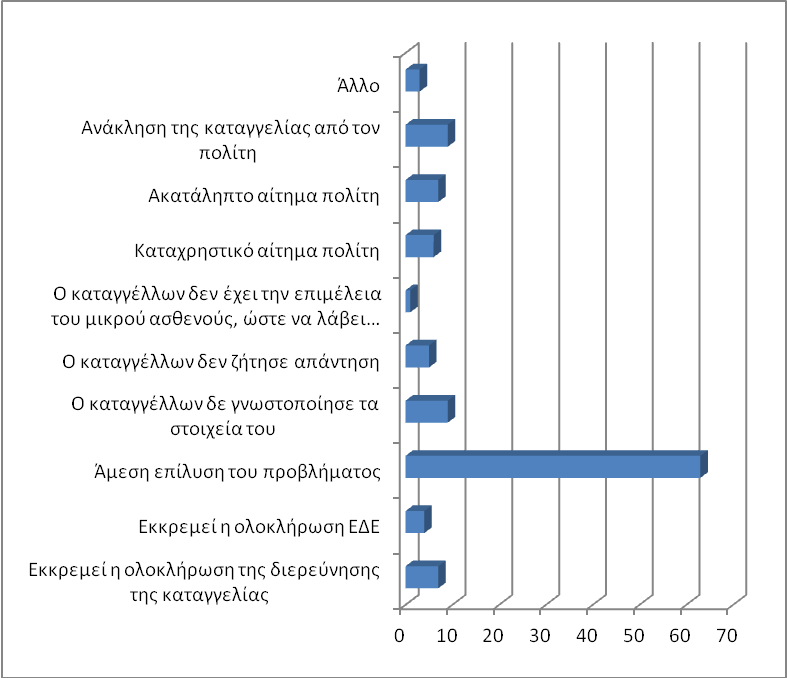 Άλλο
Ανάκληση της καταγγελίας από τον
πολίτη
Ακατάληπτο αίτημα πολίτη
Καταχρηστικό αίτημα πολίτη
Ο καταγγέλλων δεν έχει την επιμέλεια
του μικρού ασθενούς, ώστε να λάβει…
Ο καταγγέλλων δεν ζήτησε απάντηση
Ο καταγγέλλων δε γνωστοποίησε τα
στοιχεία του
Άμεση επίλυση του προβλήματος
Εκκρεμεί η ολοκλήρωση ΕΔΕ
Εκκρεμεί η ολοκλήρωση της διερεύνησης
της καταγγελίας
0 10 20 30 40 50 60 70